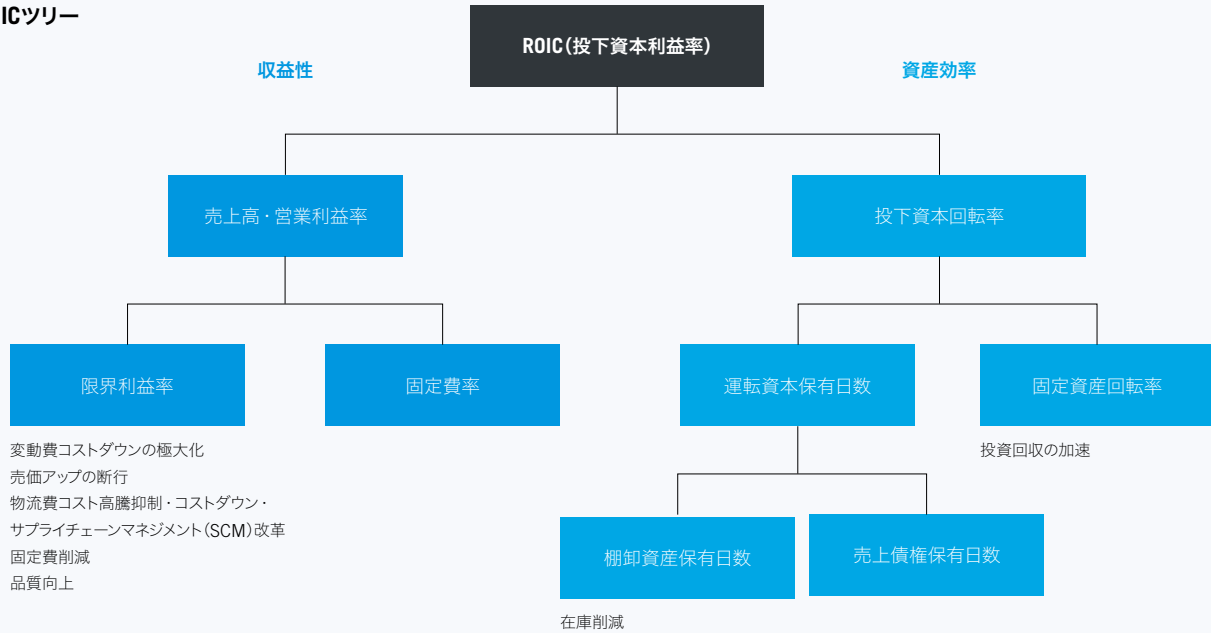 ICツリー
ROIC（投下資本利益率）
収益性
資産効率
売上高・営業利益率
投下資本回転率
限界利益率
固定費率
運転資本保有日数
固定資産回転率
変動費コストダウンの極大化
売価アップの断行
物流費コスト高騰抑制・コストダウン・
サプライチェーンマネジメント（SCM）改革
固定費削減
品質向上
投資回収の加速
棚卸資産保有日数
売上債権保有日数
在庫削減